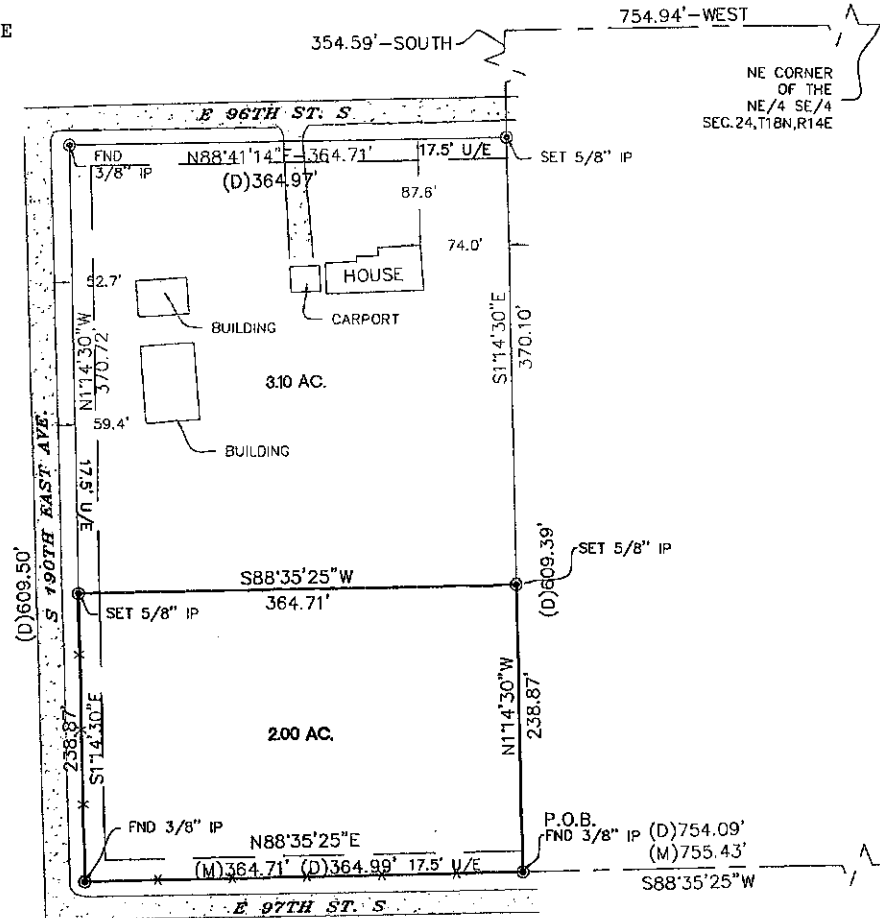 E
754.94'-WEST
354.59'-SOUTH
NE CORNER
OF THE
NE/4 SE/4
SEC.24,T18N,R14E
E 96TH ST. S
FND
3/8" IP
N88°41'14"E-364.71'
(D)364.97'
17.5' U/E
SET 5/8" IP
87.6'
74.0'
HOUSE
CARPORT
52.7'
BUILDING
N1°14'30"W
370.72
S1°14'30"E
370.10'
3.10 AC.
59.4'
BUILDING
17.5' U/E
S 190TH EAST AVE.
(D)609.50'
S88°35'25"W
364.71'
SET 5/8" IP
SET 5/8" IP
(D)609.39'
238.87'
S1°14'30"E
2.00 AC.
N1°14'30"W
238.87'
FND 3/8" IP
N88°35'25"E
(M)364.71' (D)364.99' 17.5' U/E
P.O.B.
FND 3/8" IP
(D)754.09'
(M)755.43'
S88°35'25"W
E 97TH ST. S